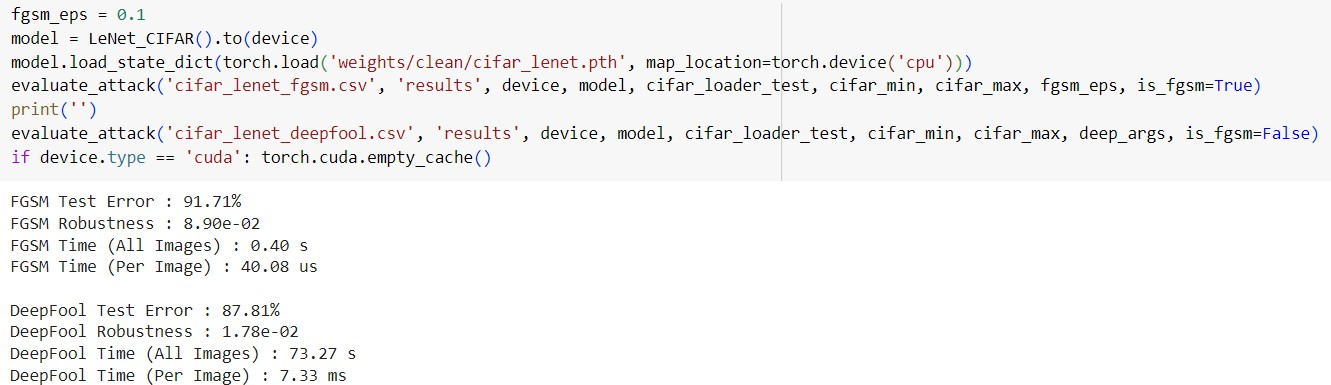 fgsm_eps = 0.1
model = LeNet_CIFAR().to(device)
model.load_state_dict(torch.load('weights/clean/cifar_lenet.pth', map_location=torch.device('cpu')))
evaluate_attack('cifar_lenet_fgsm.csv', 'results', device, model, cifar_loader_test, cifar_min, cifar_max, fgsm_eps, is_fgsm=True)
print('')
evaluate_attack('cifar_lenet_deepfool.csv', 'results', device, model, cifar_loader_test, cifar_min, cifar_max, deep_args, is_fgsm=False)
if device.type == 'cuda': torch.cuda.empty_cache()
FGSM Test Error : 91.71%
FGSM Robustness : 8.90e-02
FGSM Time (All Images) : 0.40 s
FGSM Time (Per Image) : 40.08 us
DeepFool Test Error : 87.81%
DeepFool Robustness : 1.78e-02
DeepFool Time (All Images) : 73.27 s
DeepFool Time (Per Image) : 7.33 ms